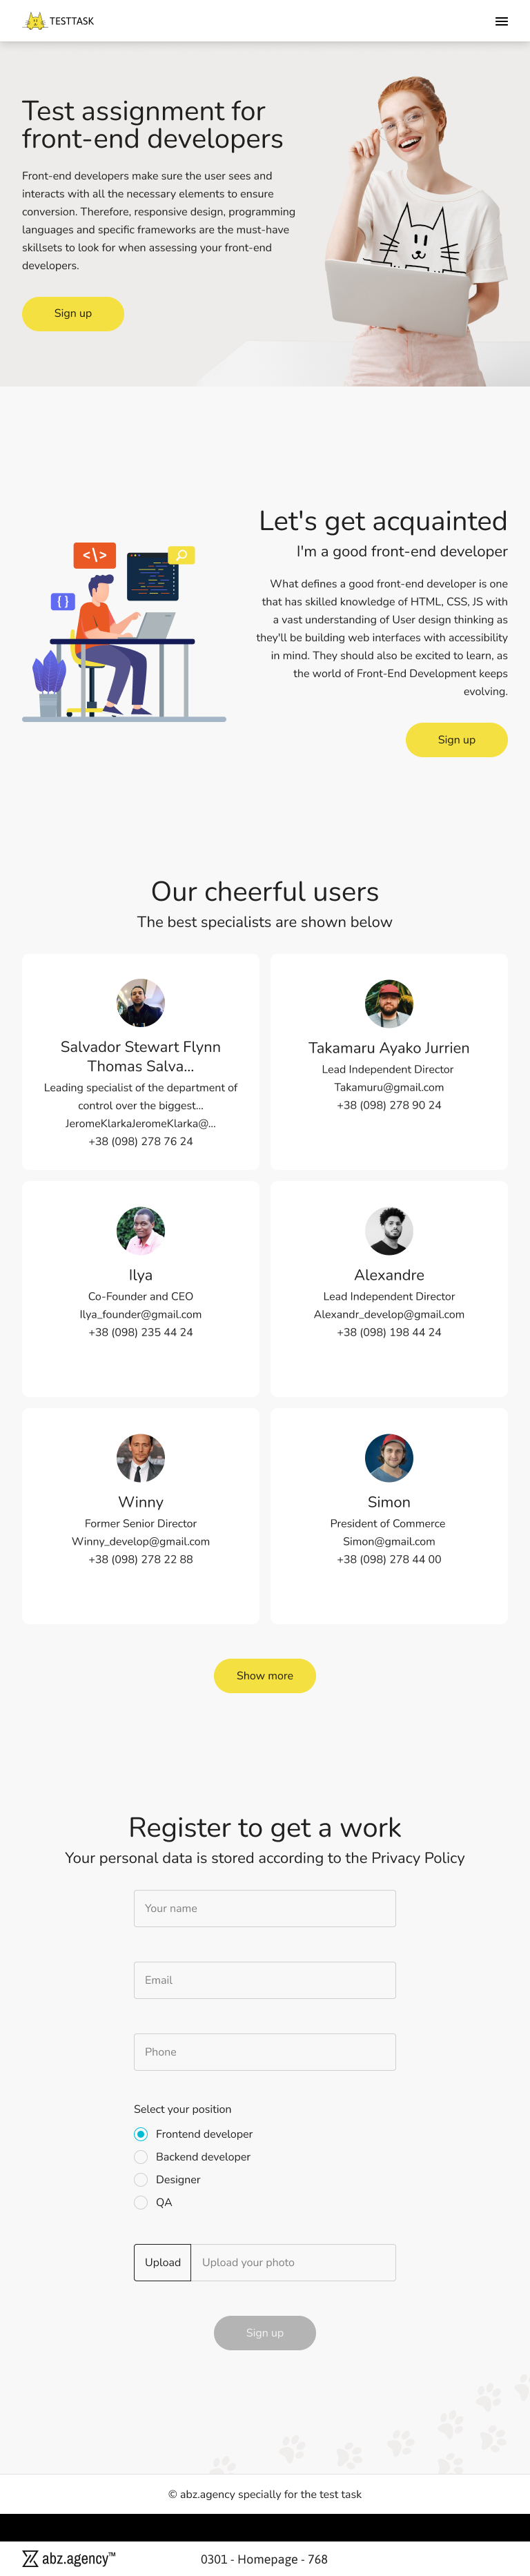 TESTTASK
Test assignment for
front-end developers
Front-end developers make sure the user sees and
interacts with all the necessary elements to ensure
conversion. Therefore, responsive design, programming
languages and specific frameworks are the must-have
skillsets to look for when assessing your front-end
developers.
Sign up
Let's get acquainted
I'm a good front-end developer
What defines a good front-end developer is one
that has skilled knowledge of HTML, CSS, JS with
a vast understanding of User design thinking as
they'll be building web interfaces with accessibility
in mind. They should also be excited to learn, as
the world of Front-End Development keeps
evolving.
Sign up
</>
{ }
Our cheerful users
The best specialists are shown below
Salvador Stewart Flynn
Thomas Salva...
Leading specialist of the department of
control over the biggest...
JeromeKlarkaJeromeKlarka@...
+38 (098) 278 76 24
Takamaru Ayako Jurrien
Lead Independent Director
Takamuru@gmail.com
+38 (098) 278 90 24
Ilya
Co-Founder and CEO
Ilya_founder@gmail.com
+38 (098) 235 44 24
Alexandre
Lead Independent Director
Alexandr_develop@gmail.com
+38 (098) 198 44 24
Winny
Former Senior Director
Winny_develop@gmail.com
+38 (098) 278 22 88
Simon
President of Commerce
Simon@gmail.com
+38 (098) 278 44 00
Show more
Register to get a work
Your personal data is stored according to the Privacy Policy
Your name
Email
Phone
Select your position
Frontend developer
Backend developer
Designer
QA
Upload
Upload your photo
Sign up
© abz.agency specially for the test task
abz.agency™
0301 - Homepage - 768